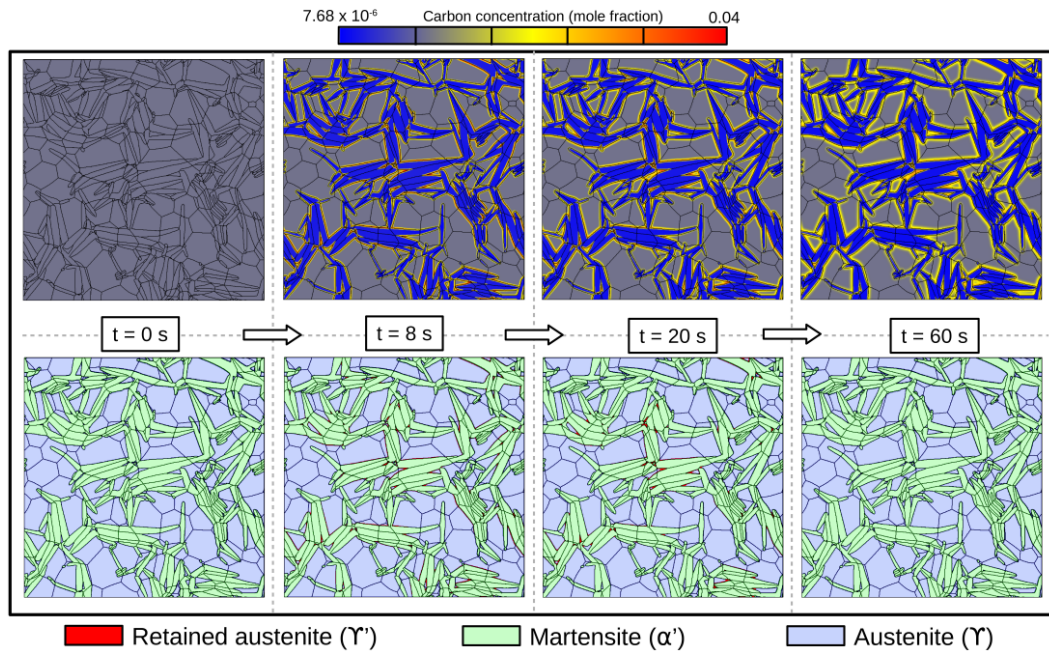 7.68 x 10⁻⁶ Carbon concentration (mole fraction) 0.04
t = 0 s t = 8 s t = 20 s t = 60 s
Retained austenite (ϒ') Martensite (α') Austenite (ϒ)